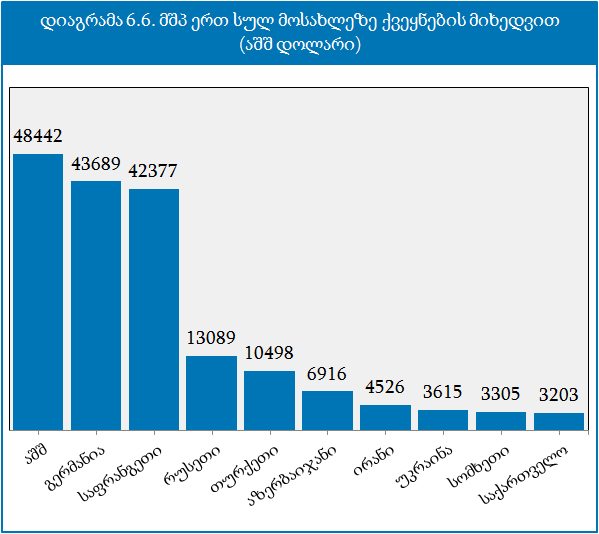 დიაგრამა 6.6. მშპ ერთ სულ მოსახლეზე ქვეყნების მიხედვით
(აშშ დოლარი)
48442
43689
42377
13089
10498
6916
4526
3615
3305
3203
აშშ
გერმანია
საფრანგეთი
რუსეთი
თურქეთი
აზერბაიჯანი
ირანი
უკრაინა
სომხეთი
საქართველო